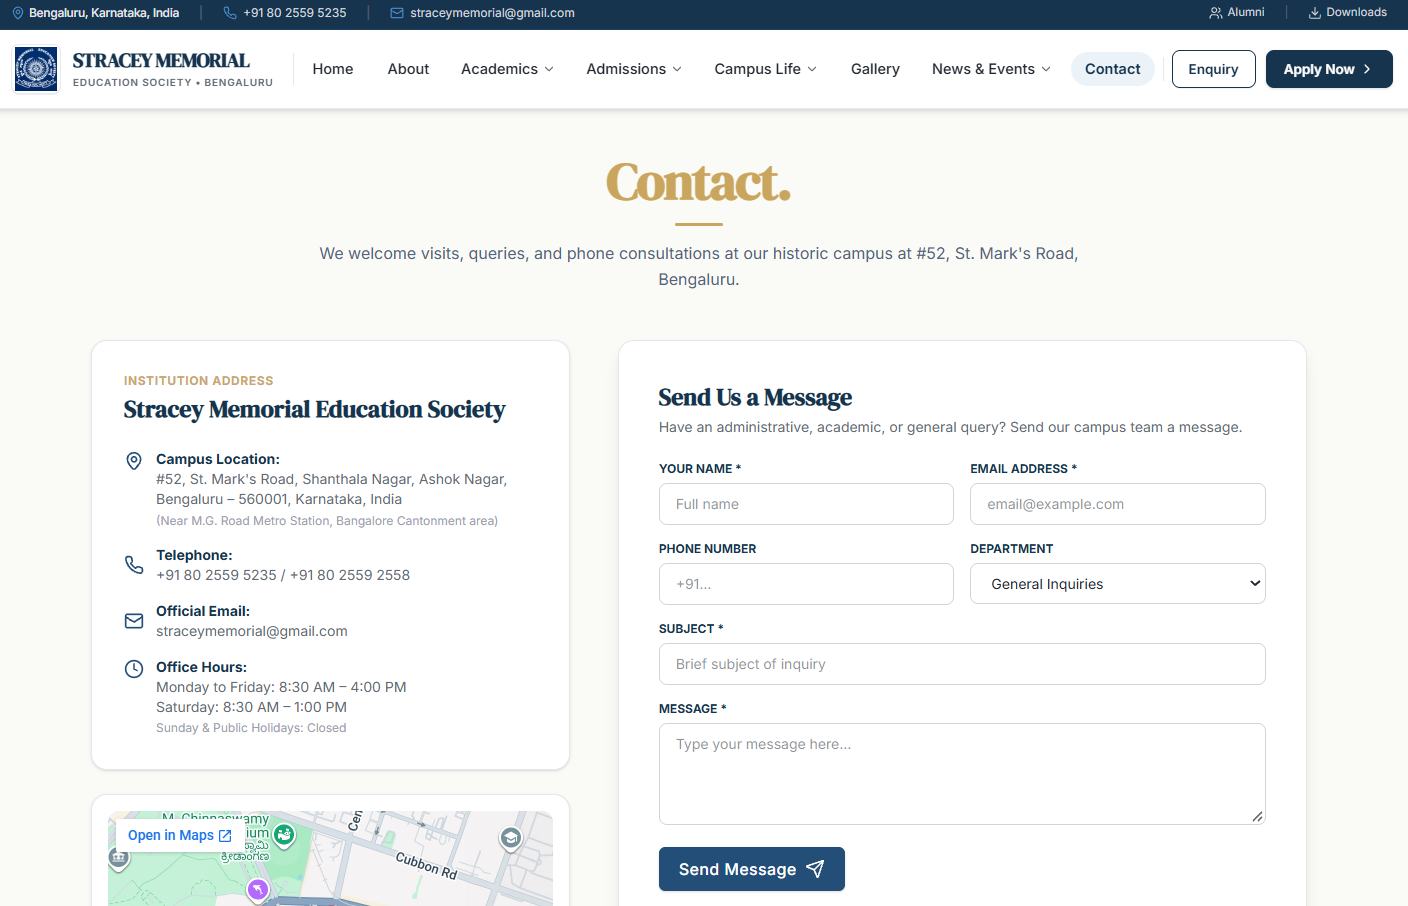 Bengaluru, Karnataka, India
+91 80 2559 5235
straceymemorial@gmail.com
Alumni
Downloads
STRACEY MEMORIAL
EDUCATION SOCIETY • BENGALURU
Home
About
Academics
Admissions
Campus Life
Gallery
News & Events
Contact
Enquiry
Apply Now
Contact.
We welcome visits, queries, and phone consultations at our historic campus at #52, St. Mark's Road,
Bengaluru.
INSTITUTION ADDRESS
Stracey Memorial Education Society
Campus Location:
#52, St. Mark's Road, Shanthala Nagar, Ashok Nagar,
Bengaluru – 560001, Karnataka, India
(Near M.G. Road Metro Station, Bangalore Cantonment area)
Telephone:
+91 80 2559 5235 / +91 80 2559 2558
Official Email:
straceymemorial@gmail.com
Office Hours:
Monday to Friday: 8:30 AM – 4:00 PM
Saturday: 8:30 AM – 1:00 PM
Sunday & Public Holidays: Closed
Open in Maps
Cubbon Rd
Send Us a Message
Have an administrative, academic, or general query? Send our campus team a message.
YOUR NAME *
Full name
EMAIL ADDRESS *
email@example.com
PHONE NUMBER
+91...
DEPARTMENT
General Inquiries
SUBJECT *
Brief subject of inquiry
MESSAGE *
Type your message here...
Send Message